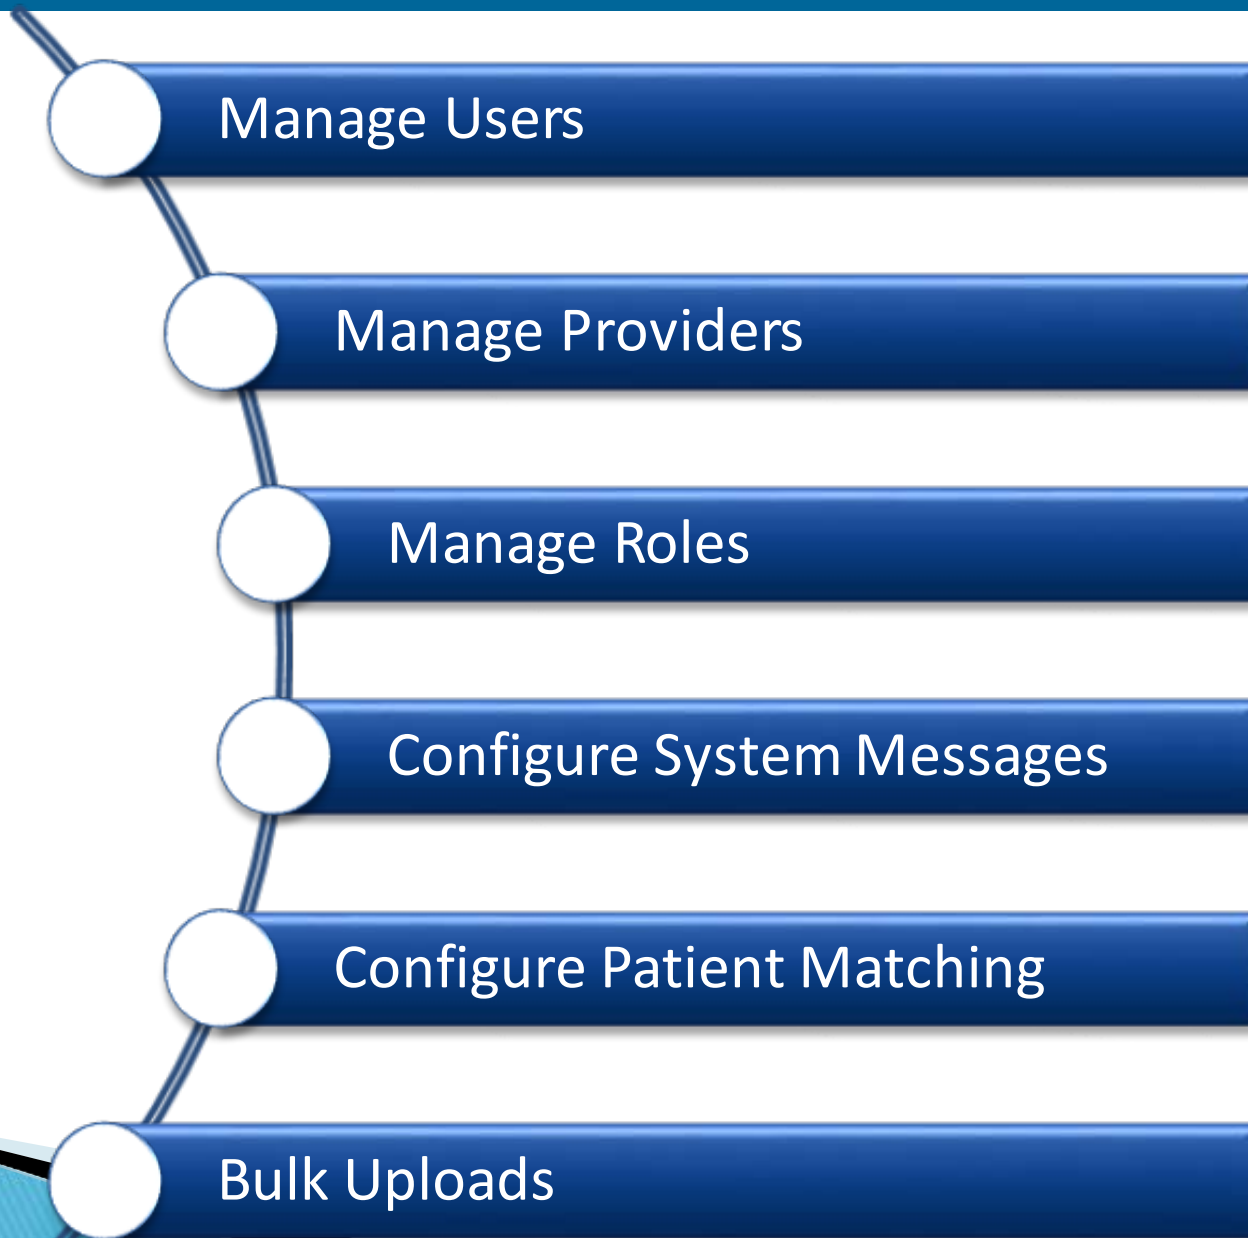 Manage Users
Manage Providers
Manage Roles
Configure System Messages
Configure Patient Matching
Bulk Uploads